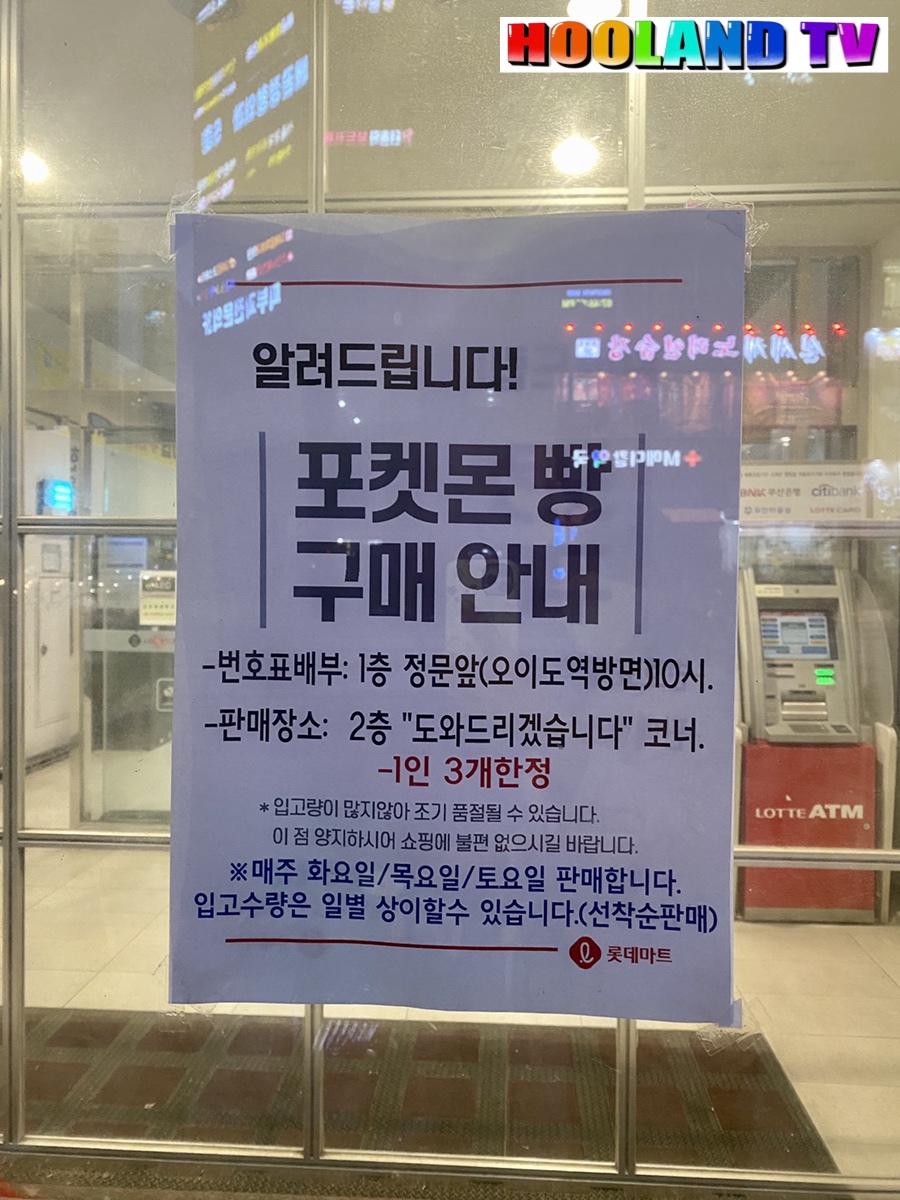 HOOLAND TV
알려드립니다!
포켓몬 빵
구매 안내
-번호표배부: 1층 정문앞(오이도역방면)10시.
-판매장소: 2층 "도와드리겠습니다" 코너.
-1인 3개한정
* 입고량이 많지않아 조기 품절될 수 있습니다.
이 점 양지하시어 쇼핑에 불편 없으시길 바랍니다.
※매주 화요일/목요일/토요일 판매합니다.
입고수량은 일별 상이할수 있습니다.(선착순판매)
롯데마트
BNK 부산은행 citibank
LOTTE CARD
LOTTE ATM